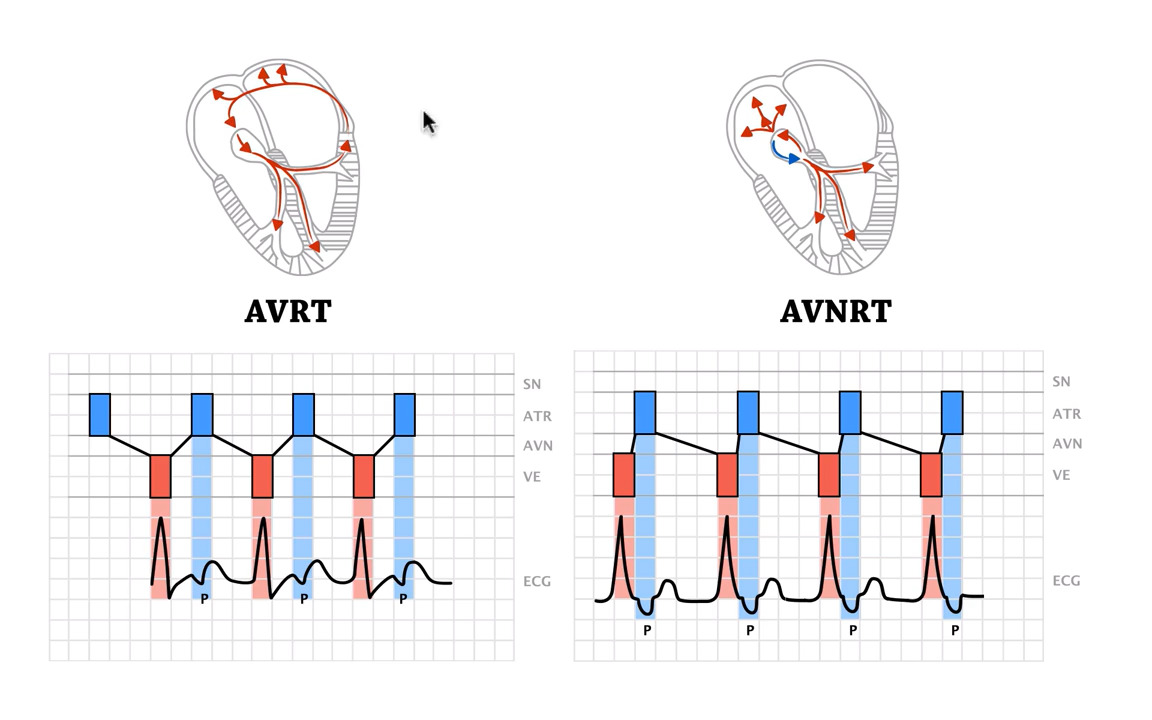 AVRT
AVNRT
SN
ATR
AVN
VE
ECG
P P P
SN
ATR
AVN
VE
ECG
P P P P